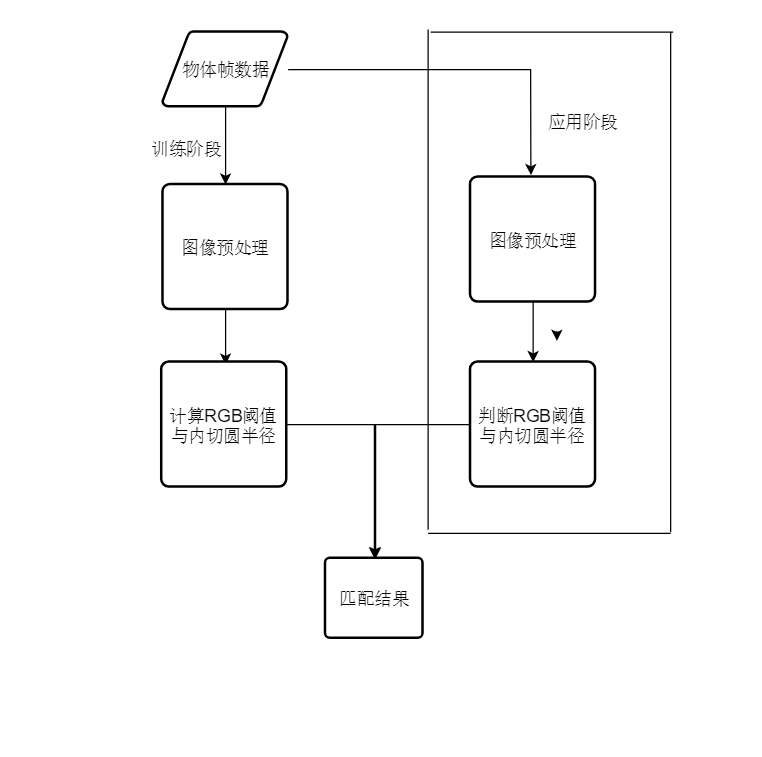 物体帧数据
训练阶段
应用阶段
图像预处理
图像预处理
计算RGB阈值
与内切圆半径
判断RGB阈值
与内切圆半径
匹配结果